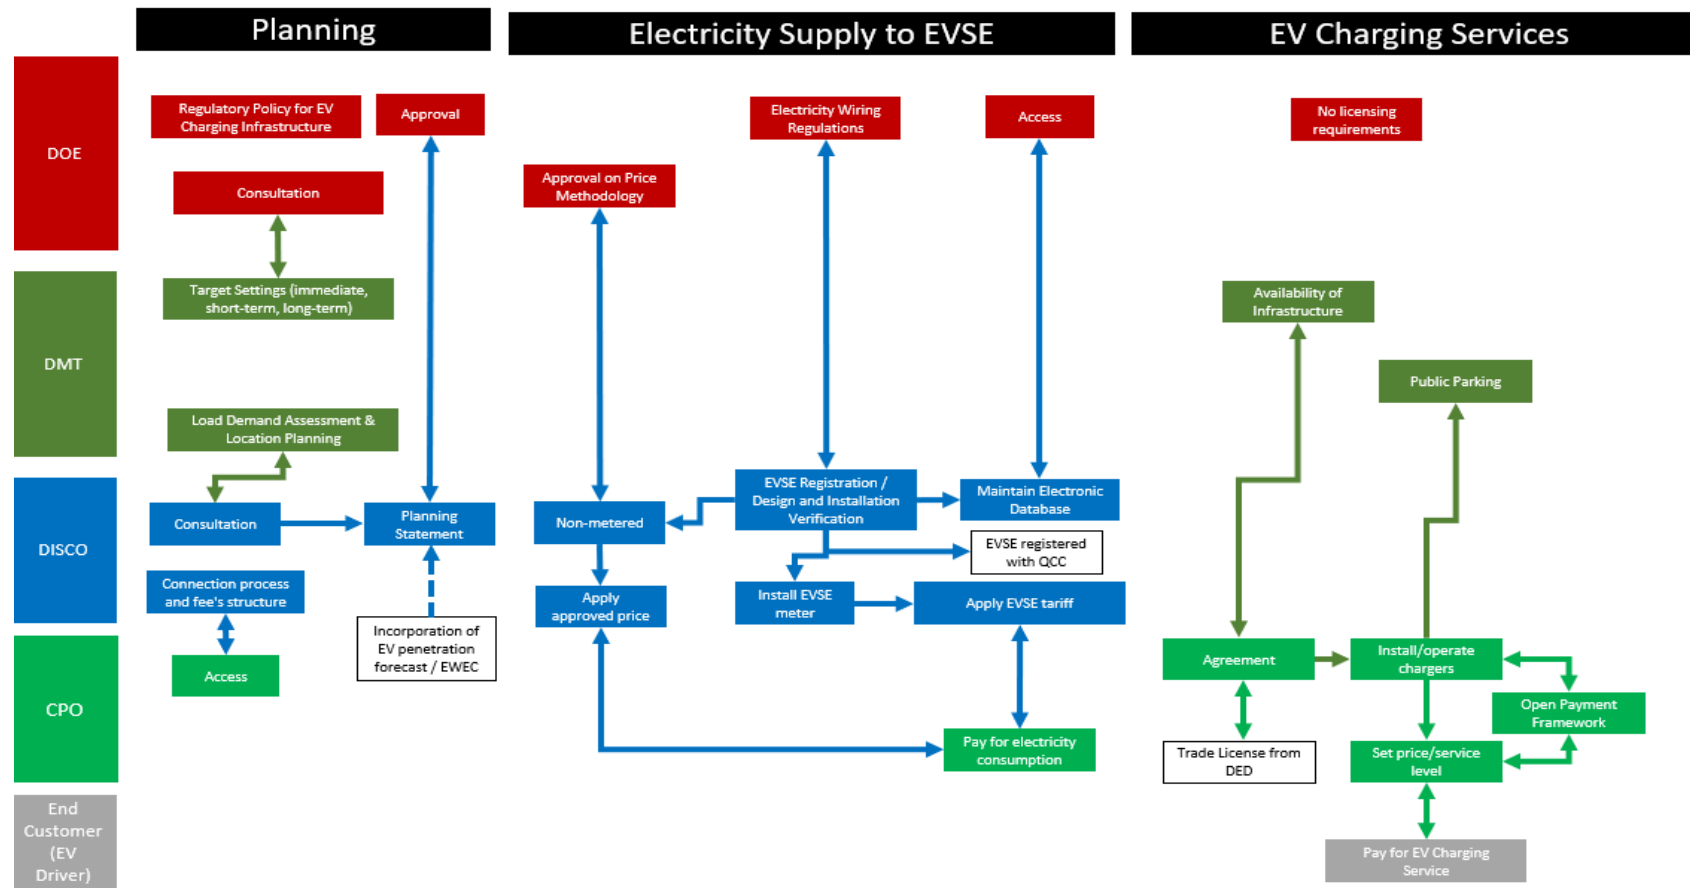 Planning
Electricity Supply to EVSE
EV Charging Services
DOE
Regulatory Policy for EV
Charging Infrastructure
Approval
Electricity Wiring
Regulations
Access
No licensing
requirements
Consultation
Approval on Price
Methodology
DMT
Target Settings (immediate,
short-term, long-term)
Availability of
Infrastructure
Public Parking
Load Demand Assessment &
Location Planning
DISCO
Consultation
Planning
Statement
Non-metered
EVSE Registration /
Design and Installation
Verification
Maintain Electronic
Database
EVSE registered
with QCC
Connection process
and fee's structure
Apply
approved price
Install EVSE
meter
Apply EVSE tariff
Incorporation of
EV penetration
forecast / EWEC
CPO
Access
Agreement
Install/operate
chargers
Open Payment
Framework
Pay for electricity
consumption
Trade License from
DED
Set price/service
level
End
Customer
(EV
Driver)
Pay for EV Charging
Service